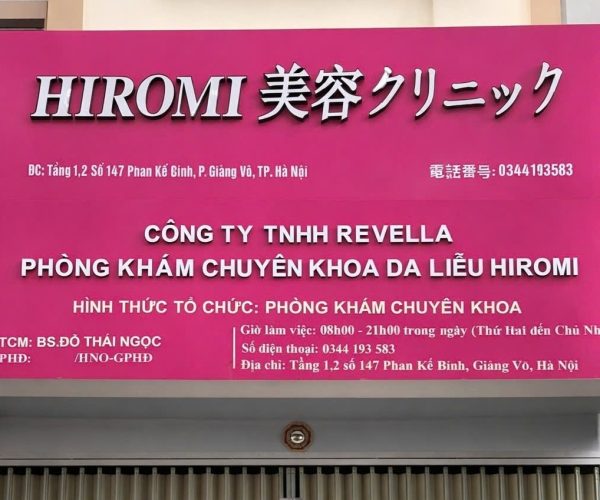 HIROMI 美容クリニック
ĐC: Tầng 1,2 Số 147 Phan Kế Bính, P. Giảng Võ, TP. Hà Nội
電話番号: 0344193583
CÔNG TY TNHH REVELLA
PHÒNG KHÁM CHUYÊN KHOA DA LIỄU HIROMI
HÌNH THỨC TỔ CHỨC: PHÒNG KHÁM CHUYÊN KHOA
TCM: BS.ĐỎ THÁI NGỌC
PHĐ: /HNO-GPHĐ
Giờ làm việc: 08h00 - 21h00 trong ngày (Thứ Hai đến Chủ Nh
Số điện thoại: 0344 193 583
Địa chỉ: Tầng 1,2 số 147 Phan Kế Bính, Giảng Võ, Hà Nội